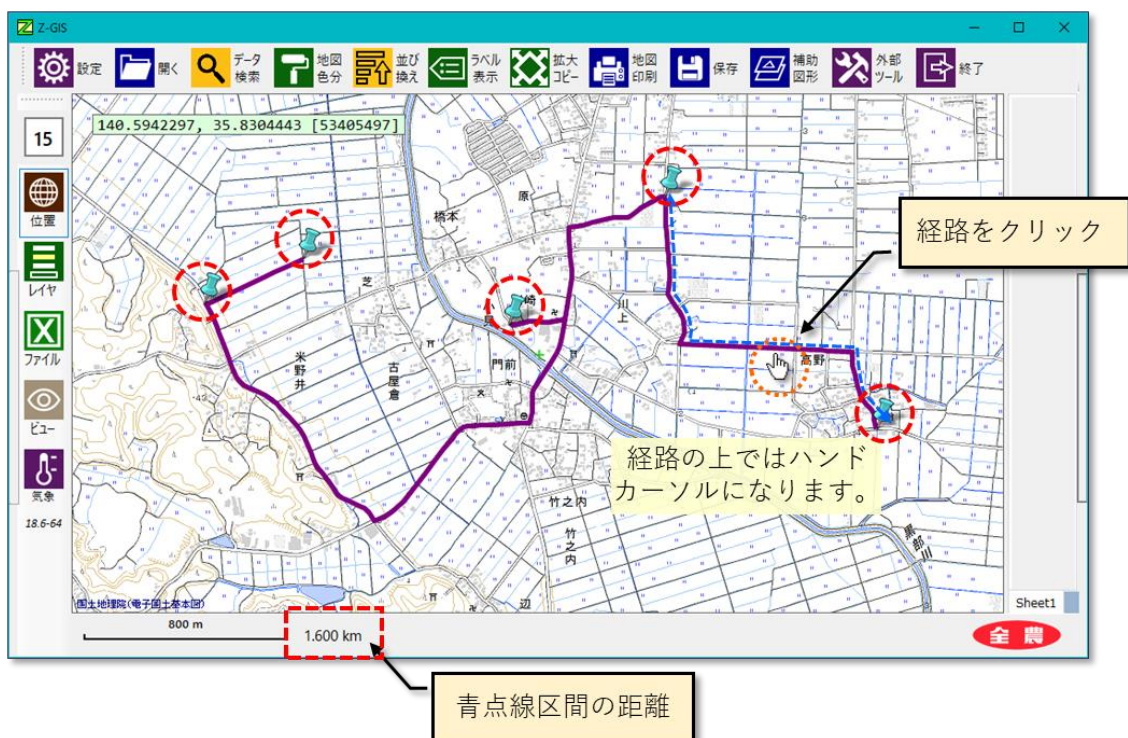 Z-GIS
設定
開く
データ
検索
地図
色分
並び
換え
ラベル
表示
拡大
コピー
地図
印刷
保存
補助
図形
外部
ツール
終了
15
140.5942297, 35.8304443 [53405497]
位置
レイヤ
ファイル
ビュー
気象
18.6-64
原
橋本
芝
崎
川
上
米
野
井
古
屋
倉
門前
高野
経路をクリック
経路の上ではハンド
カーソルになります。
竹之内
竹
之
内
黒
部
川
辺
国土地理院(電子国土基本図)
Sheet1
800 m
1.600 km
全農
青点線区間の距離